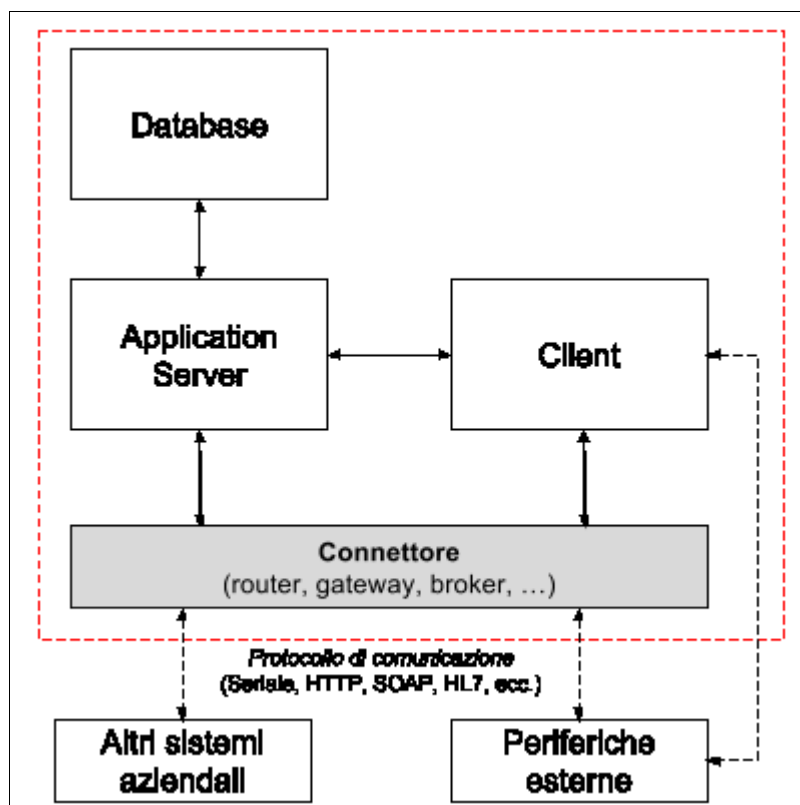 Database
Application
Server
Client
Connettore
(router, gateway, broker, …)
Protocollo di comunicazione
(Seriale, HTTP, SOAP, HL7, ecc.)
Altri sistemi
aziendali
Periferiche
esterne